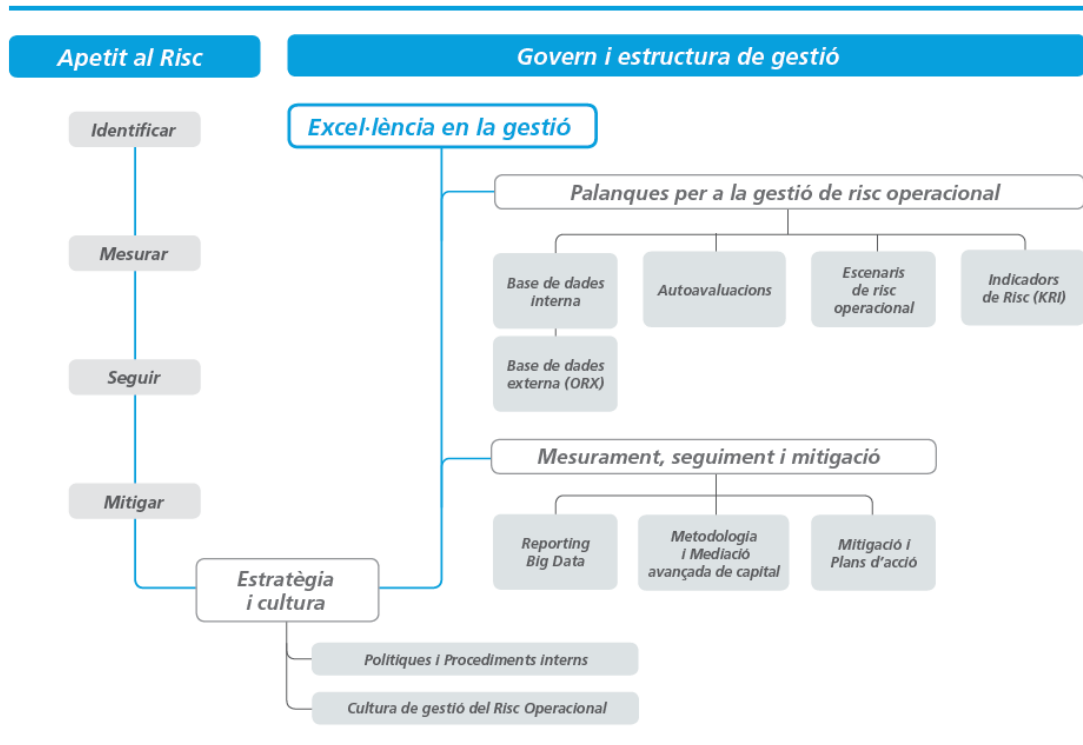 Apetit al Risc
Govern i estructura de gestió
Identificar
Mesurar
Seguir
Mitigar
Excel·lència en la gestió
Palanques per a la gestió de risc operacional
Base de dades
interna
Autoavaluacions
Escenaris
de risc
operacional
Indicadors
de Risc (KRI)
Base de dades
externa (ORX)
Mesurament, seguiment i mitigació
Reporting
Big Data
Metodologia
i Mediació
avançada de capital
Mitigació i
Plans d'acció
Estratègia
i cultura
Polítiques i Procediments interns
Cultura de gestió del Risc Operacional